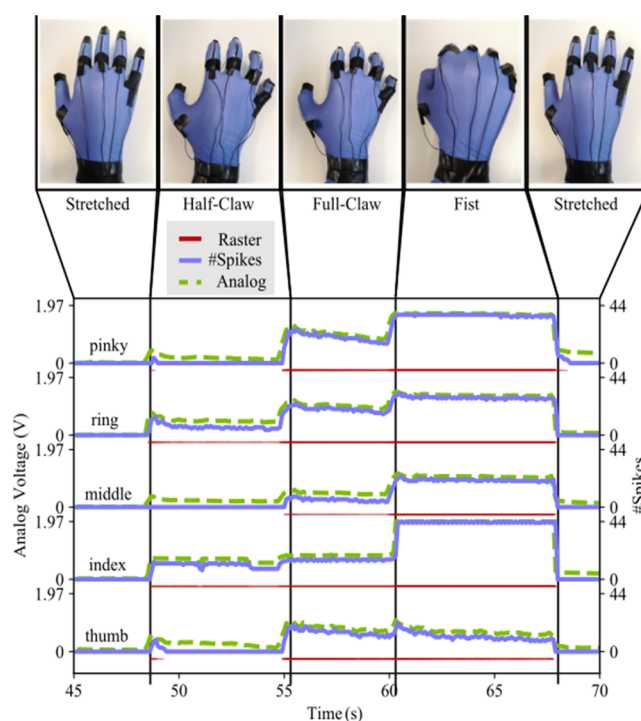 Stretched Half-Claw Full-Claw Fist Stretched
Raster
#Spikes
Analog
1.97 44
pinky
0 0
1.97 44
ring
0 0
1.97 44
middle
0 0
1.97 44
index
0 0
1.97 44
thumb
0 0
45 50 55 60 65 70
Time (s)
Analog Voltage (V)
#Spikes